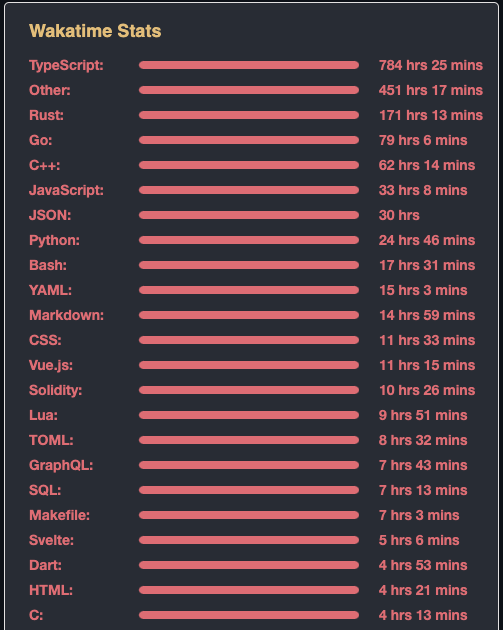 Wakatime Stats
TypeScript: 784 hrs 25 mins
Other: 451 hrs 17 mins
Rust: 171 hrs 13 mins
Go: 79 hrs 6 mins
C++: 62 hrs 14 mins
JavaScript: 33 hrs 8 mins
JSON: 30 hrs
Python: 24 hrs 46 mins
Bash: 17 hrs 31 mins
YAML: 15 hrs 3 mins
Markdown: 14 hrs 59 mins
CSS: 11 hrs 33 mins
Vue.js: 11 hrs 15 mins
Solidity: 10 hrs 26 mins
Lua: 9 hrs 51 mins
TOML: 8 hrs 32 mins
GraphQL: 7 hrs 43 mins
SQL: 7 hrs 13 mins
Makefile: 7 hrs 3 mins
Svelte: 5 hrs 6 mins
Dart: 4 hrs 53 mins
HTML: 4 hrs 21 mins
C: 4 hrs 13 mins